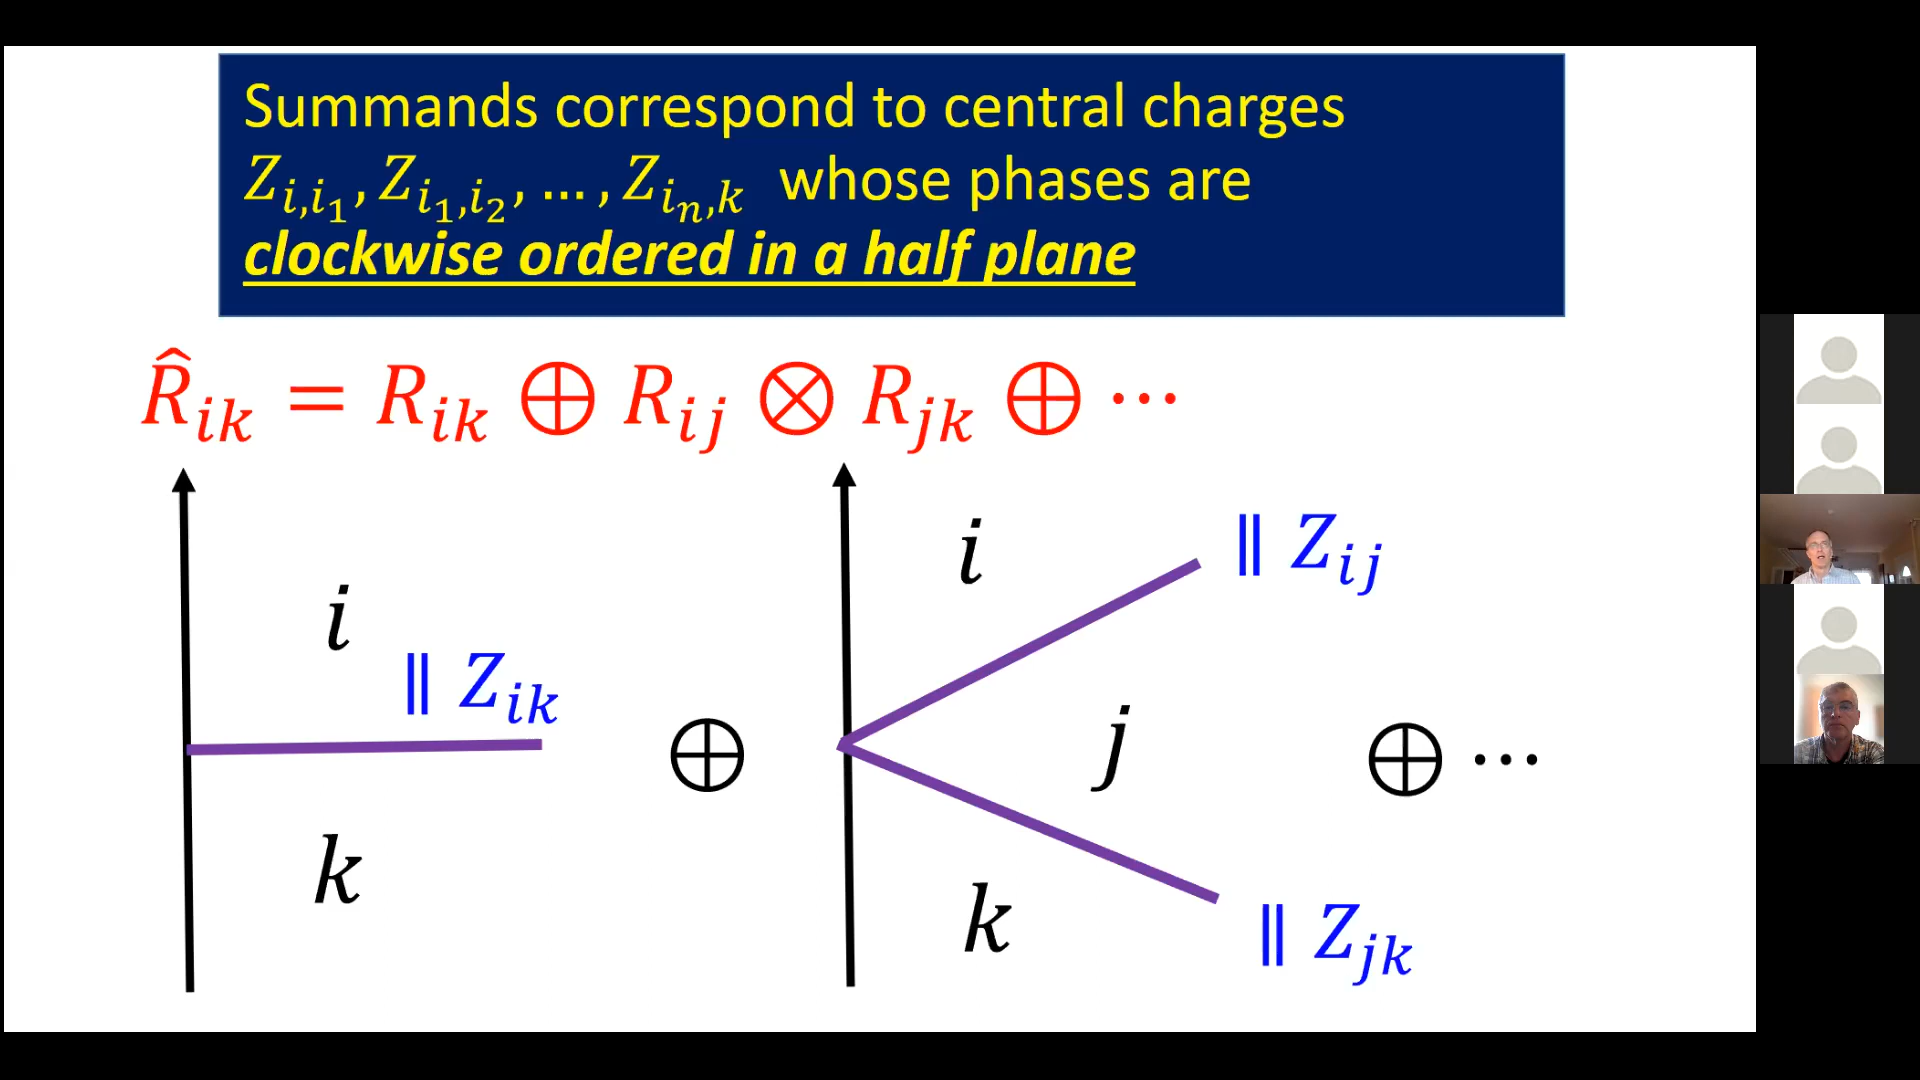 Summands correspond to central charges
Z_{i,i_1}, Z_{i_1,i_2}, … , Z_{i_n,k} whose phases are
clockwise ordered in a half plane
R̂_{ik} = R_{ik} ⊕ R_{ij} ⊗ R_{jk} ⊕ ⋯
i
∥ Z_{ik}
k
⊕
i
∥ Z_{ij}
j
k
∥ Z_{jk}
⊕ ⋯